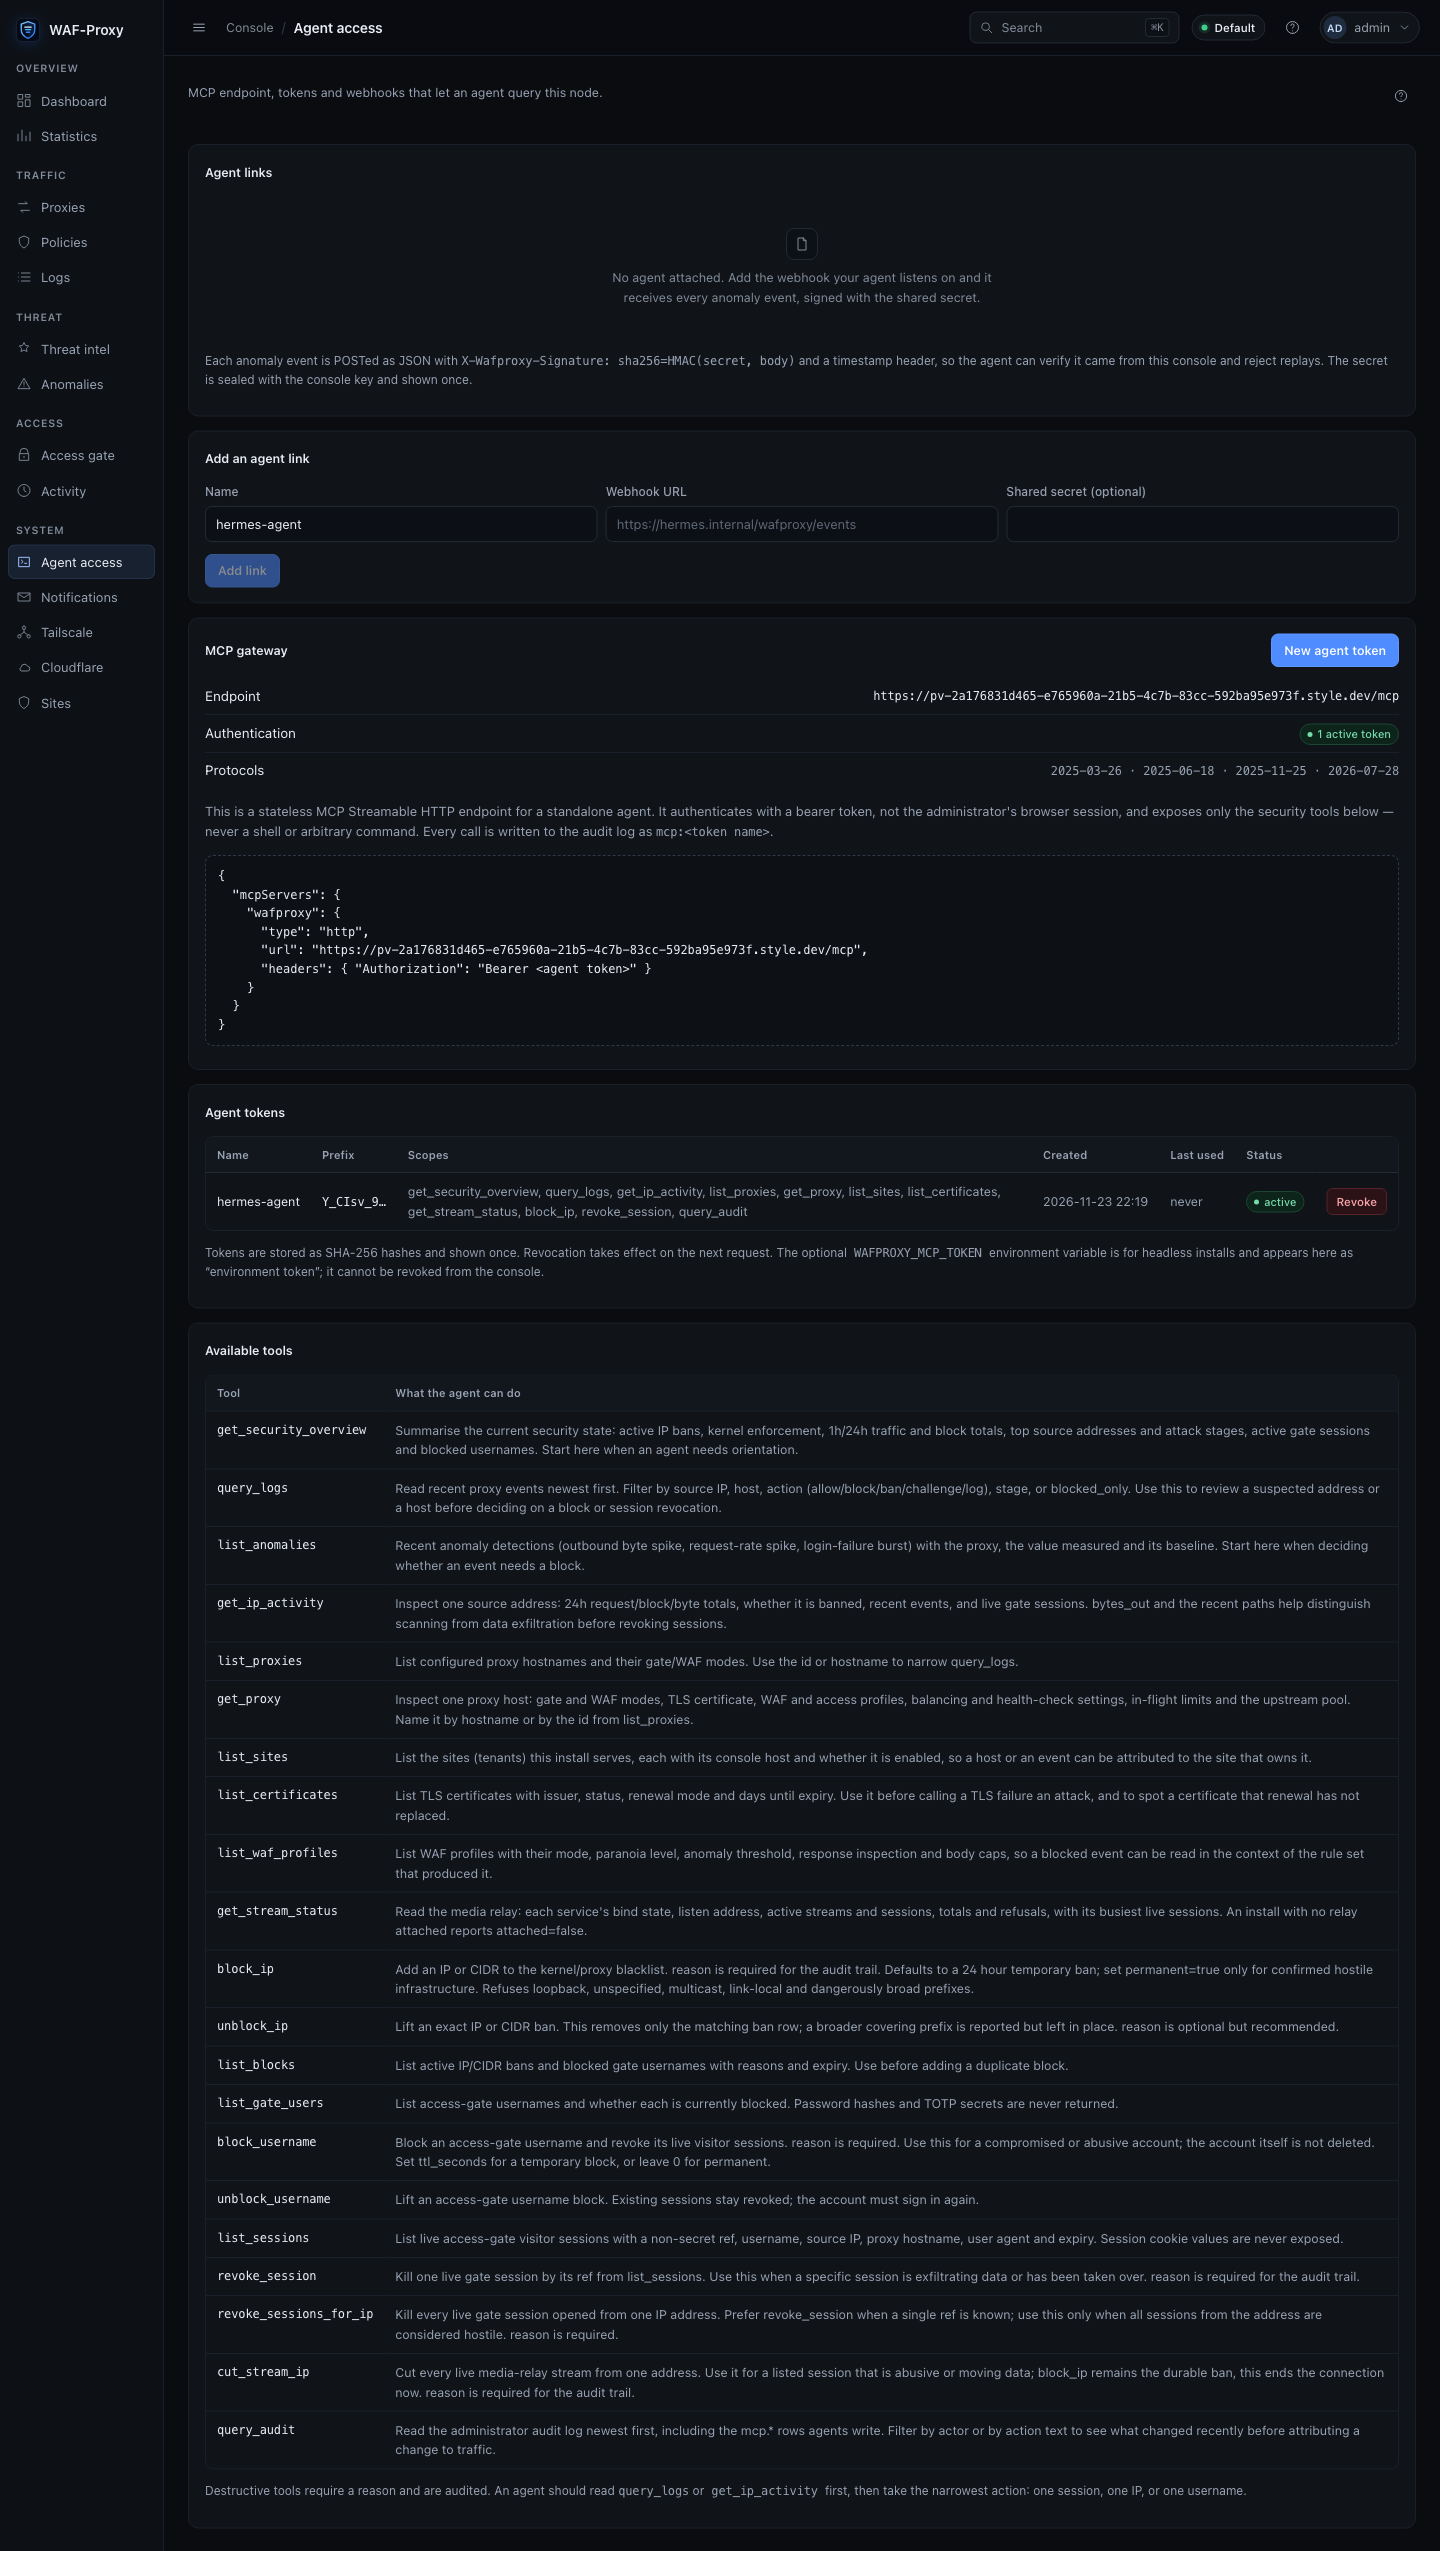 WAF-Proxy
OVERVIEW
Dashboard
Statistics
TRAFFIC
Proxies
Policies
Logs
THREAT
Threat intel
Anomalies
ACCESS
Access gate
Activity
SYSTEM
Agent access
Notifications
Tailscale
Cloudflare
Sites
Console / Agent access
Search ⌘K
Default
AD admin
MCP endpoint, tokens and webhooks that let an agent query this node.
Agent links
No agent attached. Add the webhook your agent listens on and it
receives every anomaly event, signed with the shared secret.
Each anomaly event is POSTed as JSON with X-Wafproxy-Signature: sha256=HMAC(secret, body) and a timestamp header, so the agent can verify it came from this console and reject replays. The secret
is sealed with the console key and shown once.
Add an agent link
Name Webhook URL Shared secret (optional)
hermes-agent https://hermes.internal/wafproxy/events
Add link
MCP gateway New agent token
Endpoint https://pv-2a176831d465-e765960a-21b5-4c7b-83cc-592ba95e973f.style.dev/mcp
Authentication 1 active token
Protocols 2025-03-26 · 2025-06-18 · 2025-11-25 · 2026-07-28
This is a stateless MCP Streamable HTTP endpoint for a standalone agent. It authenticates with a bearer token, not the administrator's browser session, and exposes only the security tools below —
never a shell or arbitrary command. Every call is written to the audit log as mcp:<token name>.
{
"mcpServers": {
"wafproxy": {
"type": "http",
"url": "https://pv-2a176831d465-e765960a-21b5-4c7b-83cc-592ba95e973f.style.dev/mcp",
"headers": { "Authorization": "Bearer <agent token>" }
}
}
}
Agent tokens
Name Prefix Scopes Created Last used Status
hermes-agent Y_CIsv_9… get_security_overview, query_logs, get_ip_activity, list_proxies, get_proxy, list_sites, list_certificates, 2026-11-23 22:19 never active Revoke
get_stream_status, block_ip, revoke_session, query_audit
Tokens are stored as SHA-256 hashes and shown once. Revocation takes effect on the next request. The optional WAFPROXY_MCP_TOKEN environment variable is for headless installs and appears here as
“environment token”; it cannot be revoked from the console.
Available tools
Tool What the agent can do
get_security_overview Summarise the current security state: active IP bans, kernel enforcement, 1h/24h traffic and block totals, top source addresses and attack stages, active gate sessions
and blocked usernames. Start here when an agent needs orientation.
query_logs Read recent proxy events newest first. Filter by source IP, host, action (allow/block/ban/challenge/log), stage, or blocked_only. Use this to review a suspected address or
a host before deciding on a block or session revocation.
list_anomalies Recent anomaly detections (outbound byte spike, request-rate spike, login-failure burst) with the proxy, the value measured and its baseline. Start here when deciding
whether an event needs a block.
get_ip_activity Inspect one source address: 24h request/block/byte totals, whether it is banned, recent events, and live gate sessions. bytes_out and the recent paths help distinguish
scanning from data exfiltration before revoking sessions.
list_proxies List configured proxy hostnames and their gate/WAF modes. Use the id or hostname to narrow query_logs.
get_proxy Inspect one proxy host: gate and WAF modes, TLS certificate, WAF and access profiles, balancing and health-check settings, in-flight limits and the upstream pool.
Name it by hostname or by the id from list_proxies.
list_sites List the sites (tenants) this install serves, each with its console host and whether it is enabled, so a host or an event can be attributed to the site that owns it.
list_certificates List TLS certificates with issuer, status, renewal mode and days until expiry. Use it before calling a TLS failure an attack, and to spot a certificate that renewal has not
replaced.
list_waf_profiles List WAF profiles with their mode, paranoia level, anomaly threshold, response inspection and body caps, so a blocked event can be read in the context of the rule set
that produced it.
get_stream_status Read the media relay: each service's bind state, listen address, active streams and sessions, totals and refusals, with its busiest live sessions. An install with no relay
attached reports attached=false.
block_ip Add an IP or CIDR to the kernel/proxy blacklist. reason is required for the audit trail. Defaults to a 24 hour temporary ban; set permanent=true only for confirmed hostile
infrastructure. Refuses loopback, unspecified, multicast, link-local and dangerously broad prefixes.
unblock_ip Lift an exact IP or CIDR ban. This removes only the matching ban row; a broader covering prefix is reported but left in place. reason is optional but recommended.
list_blocks List active IP/CIDR bans and blocked gate usernames with reasons and expiry. Use before adding a duplicate block.
list_gate_users List access-gate usernames and whether each is currently blocked. Password hashes and TOTP secrets are never returned.
block_username Block an access-gate username and revoke its live visitor sessions. reason is required. Use this for a compromised or abusive account; the account itself is not deleted.
Set ttl_seconds for a temporary block, or leave 0 for permanent.
unblock_username Lift an access-gate username block. Existing sessions stay revoked; the account must sign in again.
list_sessions List live access-gate visitor sessions with a non-secret ref, username, source IP, proxy hostname, user agent and expiry. Session cookie values are never exposed.
revoke_session Kill one live gate session by its ref from list_sessions. Use this when a specific session is exfiltrating data or has been taken over. reason is required for the audit trail.
revoke_sessions_for_ip Kill every live gate session opened from one IP address. Prefer revoke_session when a single ref is known; use this only when all sessions from the address are
considered hostile. reason is required.
cut_stream_ip Cut every live media-relay stream from one address. Use it for a listed session that is abusive or moving data; block_ip remains the durable ban, this ends the connection
now. reason is required for the audit trail.
query_audit Read the administrator audit log newest first, including the mcp.* rows agents write. Filter by actor or by action text to see what changed recently before attributing a
change to traffic.
Destructive tools require a reason and are audited. An agent should read query_logs or get_ip_activity first, then take the narrowest action: one session, one IP, or one username.